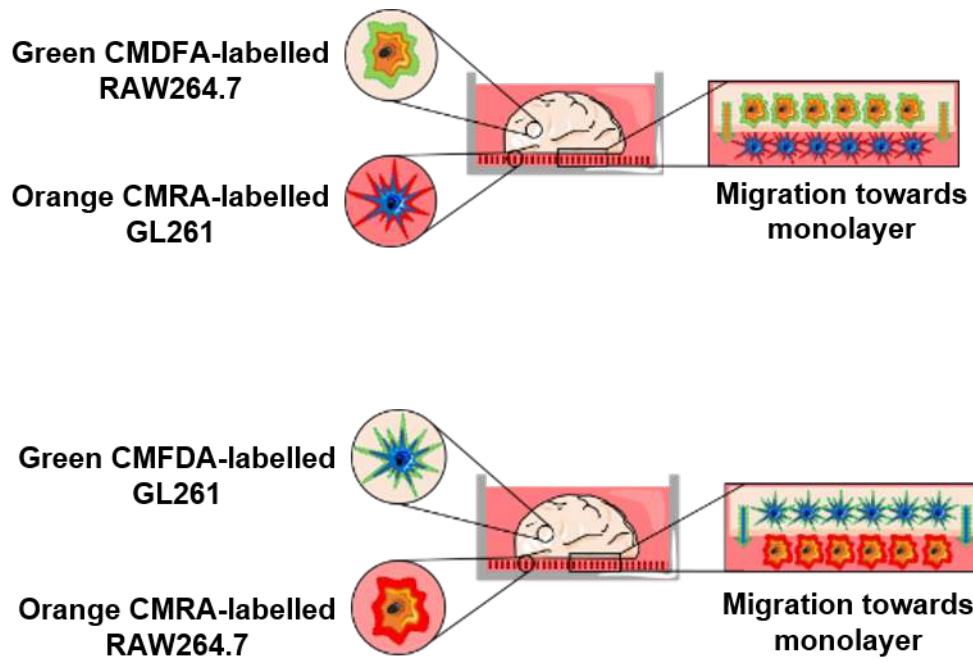 Green CMDFA-labelled
RAW264.7
Orange CMRA-labelled
GL261
Migration towards
monolayer
Green CMFDA-labelled
GL261
Orange CMRA-labelled
RAW264.7
Migration towards
monolayer